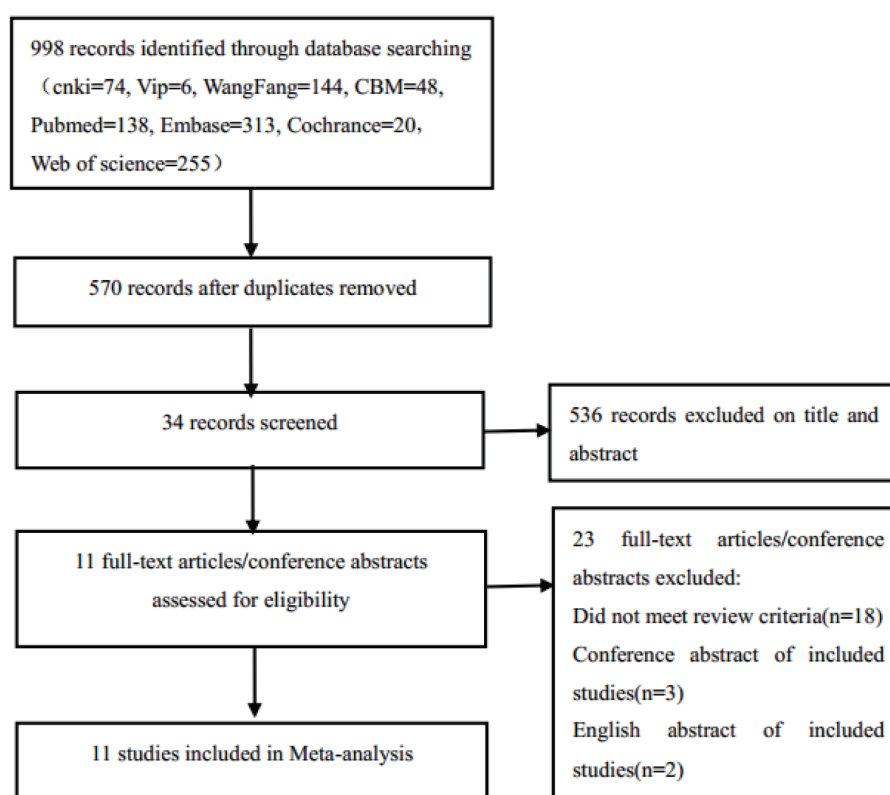 998 records identified through database searching
（cnki=74, Vip=6, WangFang=144, CBM=48,
Pubmed=138, Embase=313, Cochrance=20，
Web of science=255）
570 records after duplicates removed
34 records screened
536 records excluded on title and
abstract
11 full-text articles/conference abstracts
assessed for eligibility
23 full-text articles/conference
abstracts excluded:
Did not meet review criteria(n=18)
Conference abstract of included
studies(n=3)
English abstract of included
studies(n=2)
11 studies included in Meta-analysis